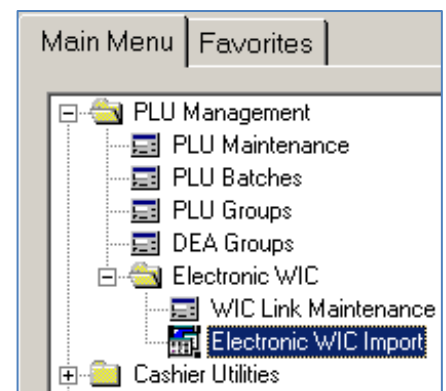 Main Menu Favorites
PLU Management
PLU Maintenance
PLU Batches
PLU Groups
DEA Groups
Electronic WIC
WIC Link Maintenance
Electronic WIC Import
Cashier Utilities